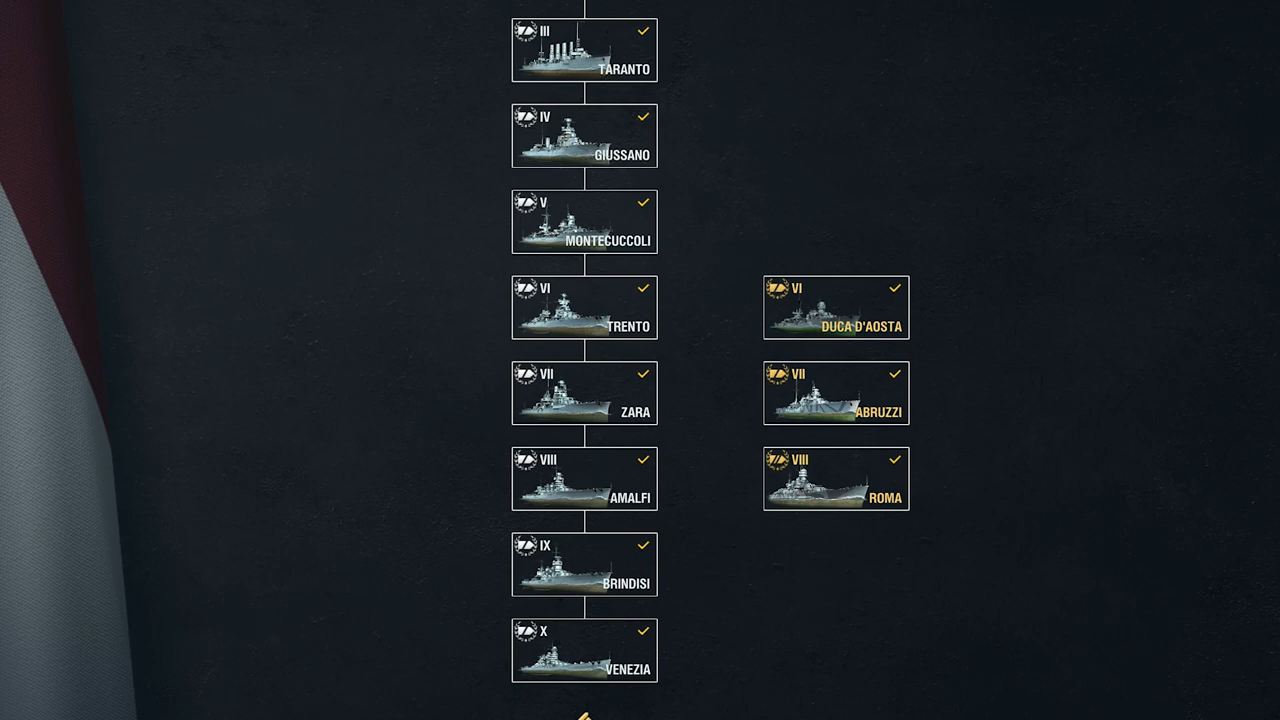 III
TARANTO
IV
GIUSSANO
V
MONTECUCCOLI
VI
TRENTO
VI
DUCA D'AOSTA
VII
ZARA
VII
ABRUZZI
VIII
AMALFI
VIII
ROMA
IX
BRINDISI
X
VENEZIA